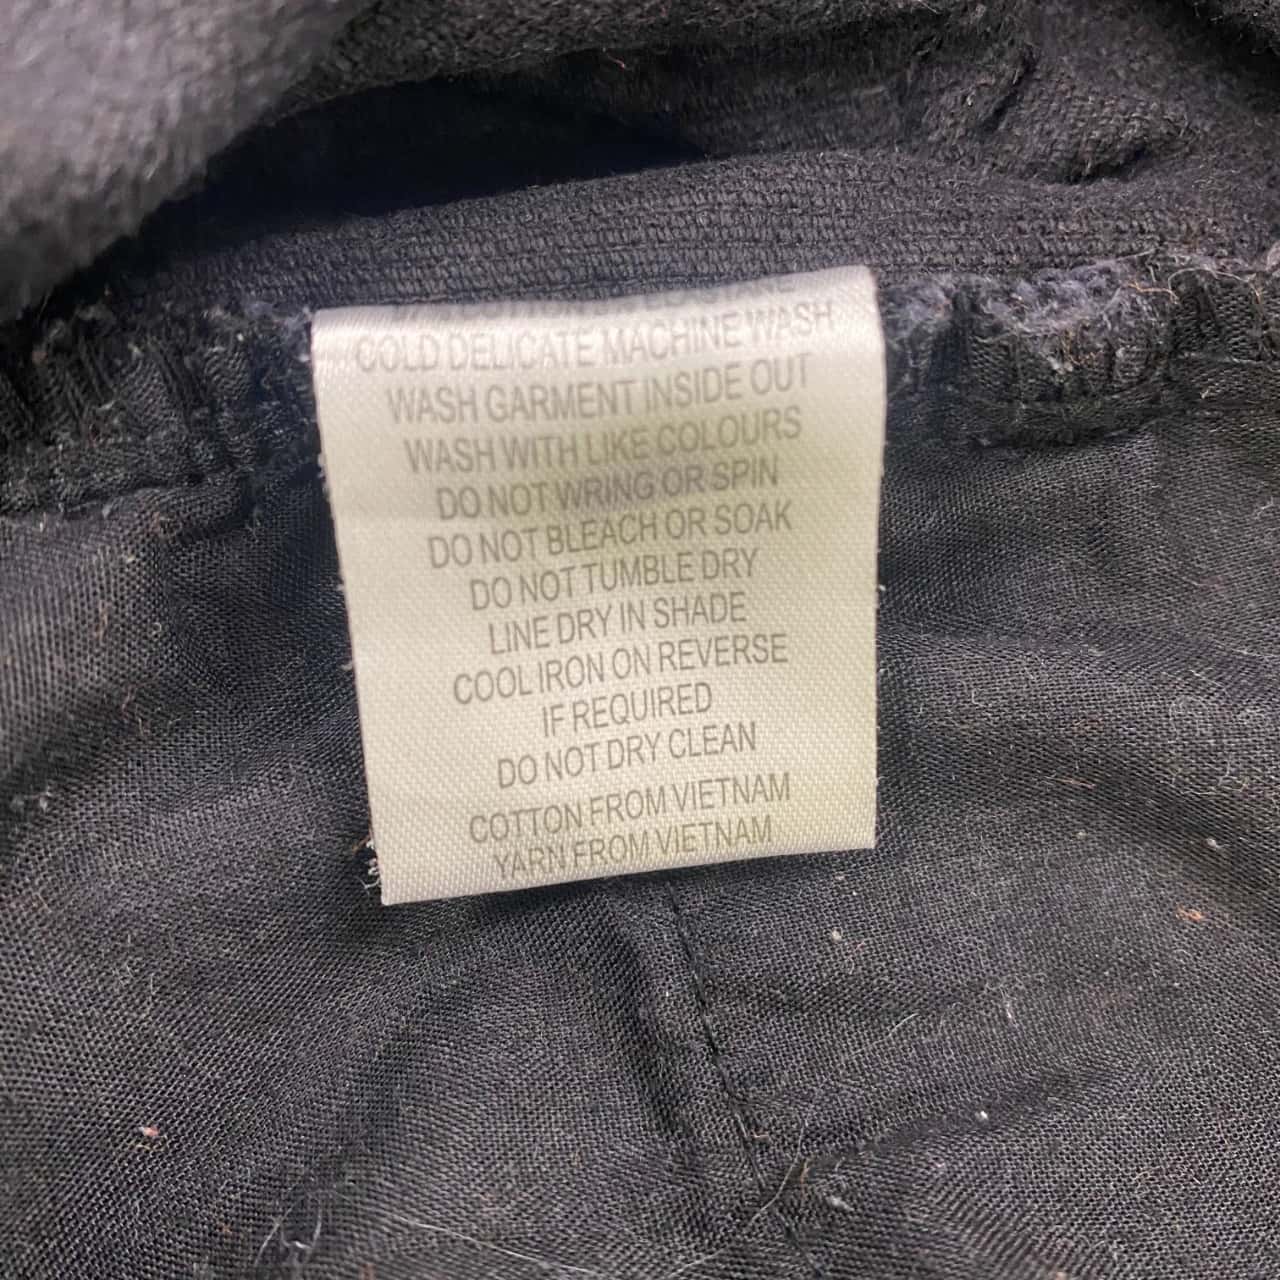 COLD DELICATE MACHINE WASH
WASH GARMENT INSIDE OUT
WASH WITH LIKE COLOURS
DO NOT WRING OR SPIN
DO NOT BLEACH OR SOAK
DO NOT TUMBLE DRY
LINE DRY IN SHADE
COOL IRON ON REVERSE
IF REQUIRED
DO NOT DRY CLEAN
COTTON FROM VIETNAM
YARN FROM VIETNAM